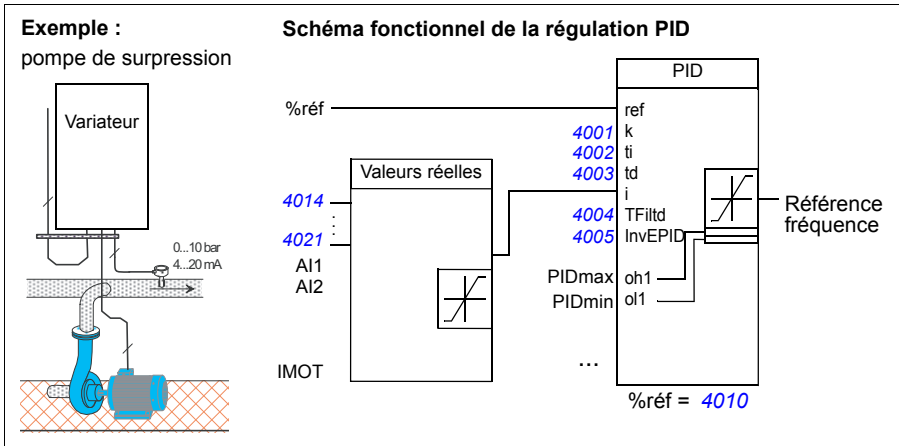 Exemple :
pompe de surpression
Variateur
0...10 bar
4...20 mA
Schéma fonctionnel de la régulation PID
PID
%réf
ref
4001 k
4002 ti
4003 td
i
4004 TFiltd
4005 InvEPID
PIDmax oh1
PIDmin ol1
Valeurs réelles
4014
4021
AI1
AI2
IMOT
...
Référence
fréquence
%réf = 4010